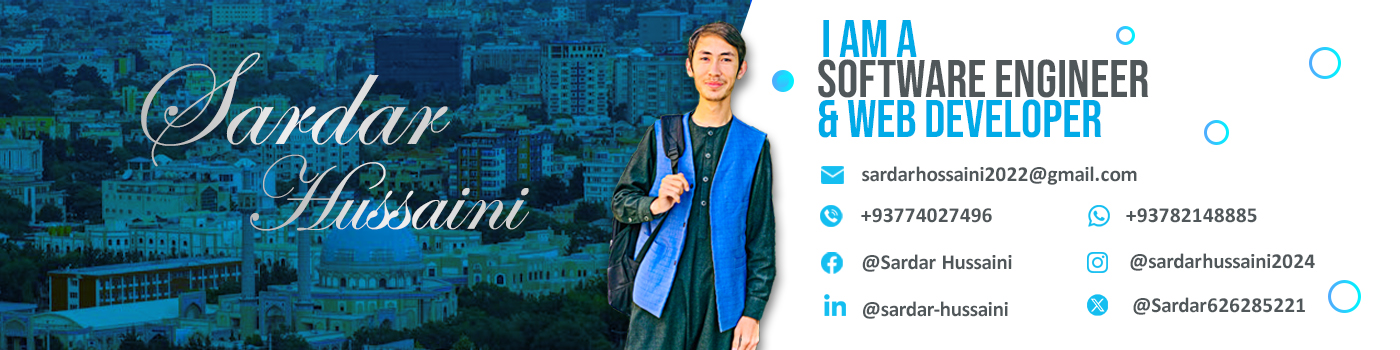 Sardar
Hussaini
I AM A
SOFTWARE ENGINEER
& WEB DEVELOPER
sardarhossaini2022@gmail.com
+93774027496
+93782148885
@Sardar Hussaini
@sardarhussaini2024
@sardar-hussaini
@Sardar626285221